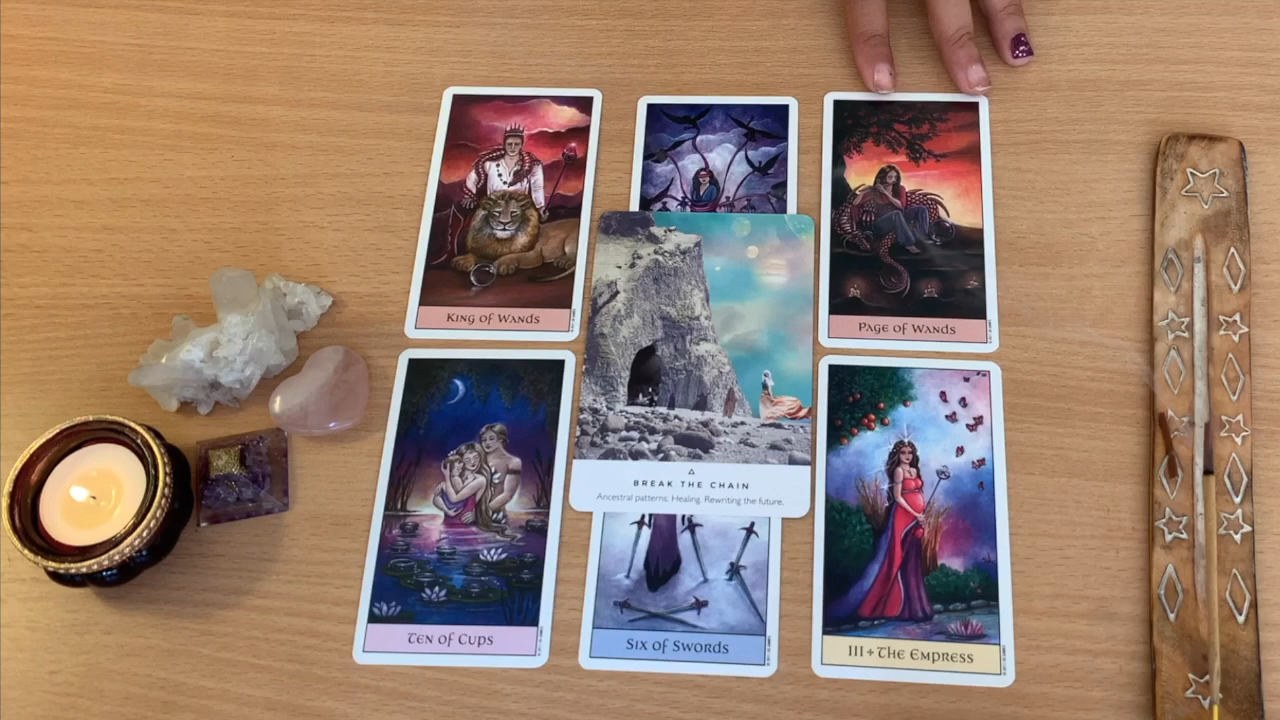 King of Wands
Page of Wands
BREAK THE CHAIN
Ancestral patterns. Healing. Rewriting the future.
Ten of Cups
Six of Swords
III + The Empress